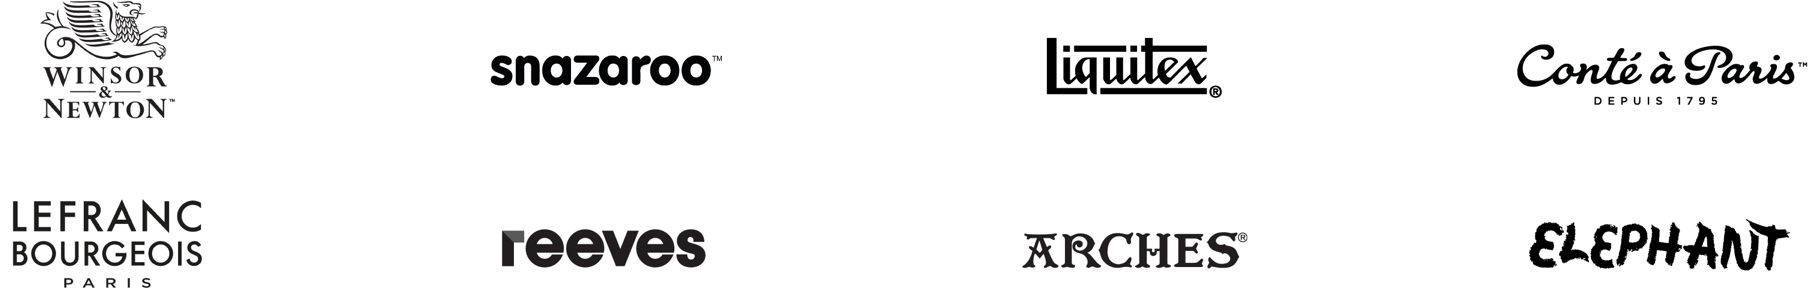 WINSOR
&
NEWTON™
snazaroo™
Liquitex®
Conté à Paris™
DEPUIS 1795
LEFRANC
BOURGEOIS
PARIS
reeves
ARCHES®
ELEPHANT